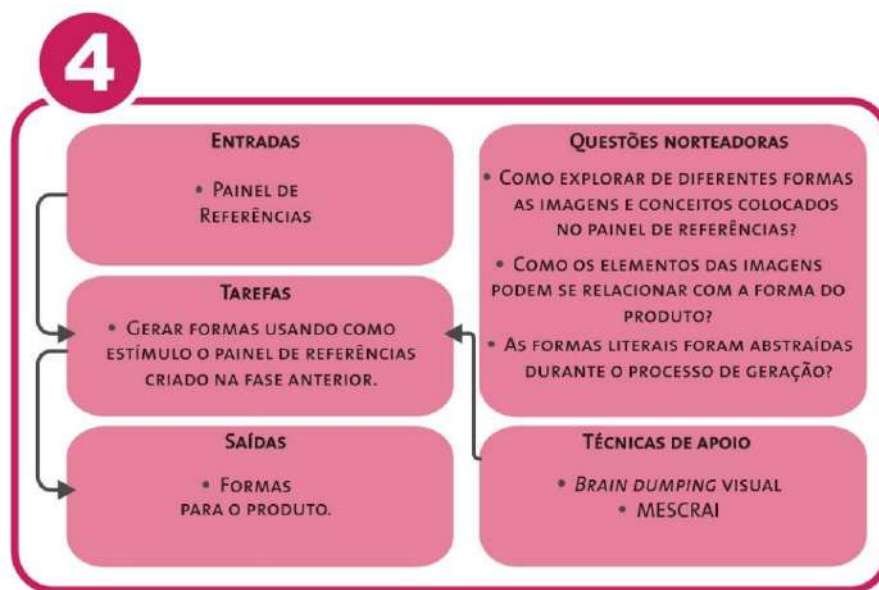 4
ENTRADAS
• PAINEL DE
REFERÊNCIAS
TAREFAS
• GERAR FORMAS USANDO COMO
ESTÍMULO O PAINEL DE REFERÊNCIAS
CRIADO NA FASE ANTERIOR.
SAÍDAS
• FORMAS
PARA O PRODUTO.
QUESTÕES NORTEADORAS
• COMO EXPLORAR DE DIFERENTES FORMAS
AS IMAGENS E CONCEITOS COLOCADOS
NO PAINEL DE REFERÊNCIAS?
• COMO OS ELEMENTOS DAS IMAGENS
PODEM SE RELACIONAR COM A FORMA DO
PRODUTO?
• AS FORMAS LITERAIS FORAM ABSTRAÍDAS
DURANTE O PROCESSO DE GERAÇÃO?
TÉCNICAS DE APOIO
• BRAIN DUMPING VISUAL
• MESCRAI